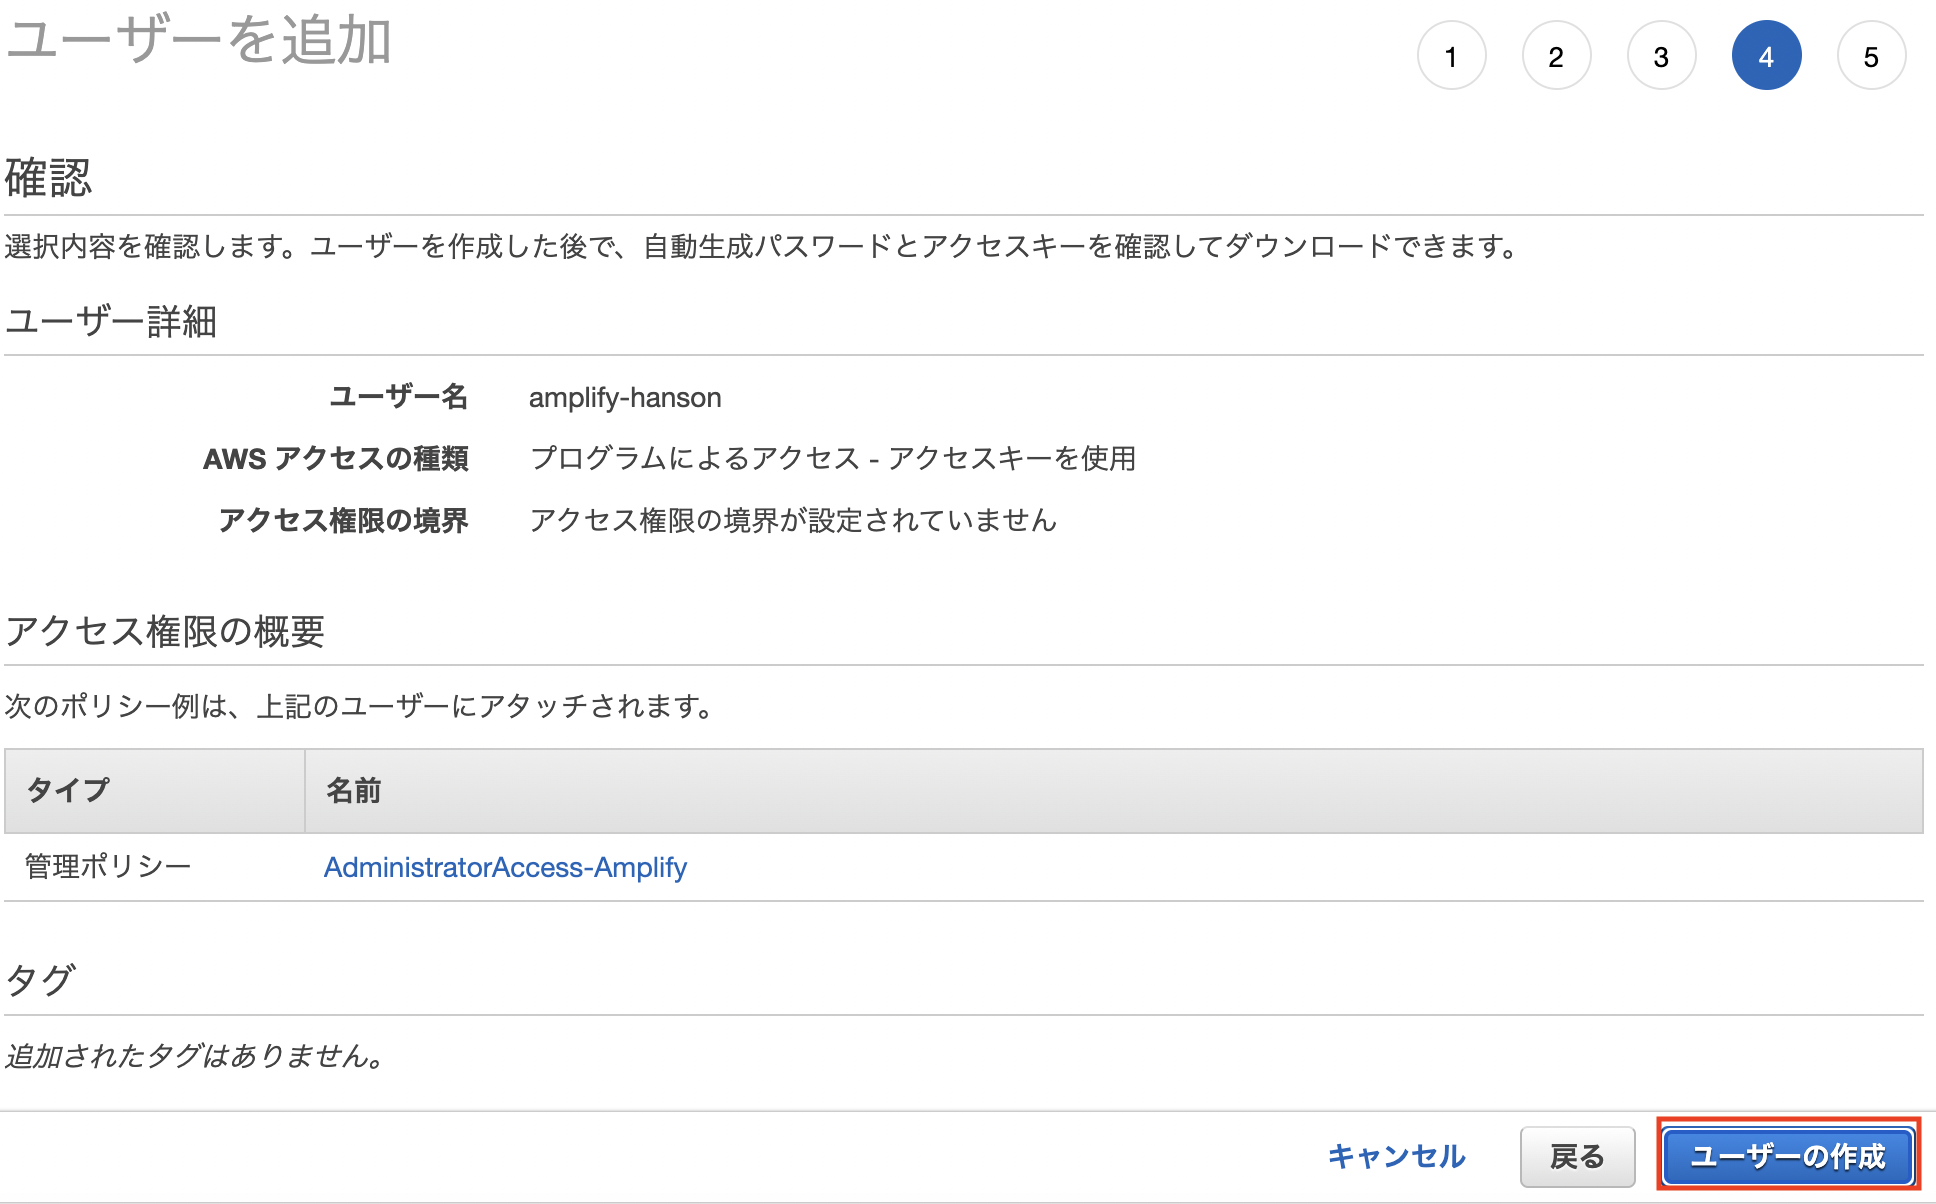 ユーザーを追加
1 2 3 4 5
確認
選択内容を確認します。ユーザーを作成した後で、自動生成パスワードとアクセスキーを確認してダウンロードできます。
ユーザー詳細
ユーザー名 amplify-hanson
AWS アクセスの種類 プログラムによるアクセス - アクセスキーを使用
アクセス権限の境界 アクセス権限の境界が設定されていません
アクセス権限の概要
次のポリシー例は、上記のユーザーにアタッチされます。
タイプ 名前
管理ポリシー AdministratorAccess-Amplify
タグ
追加されたタグはありません。
キャンセル 戻る ユーザーの作成